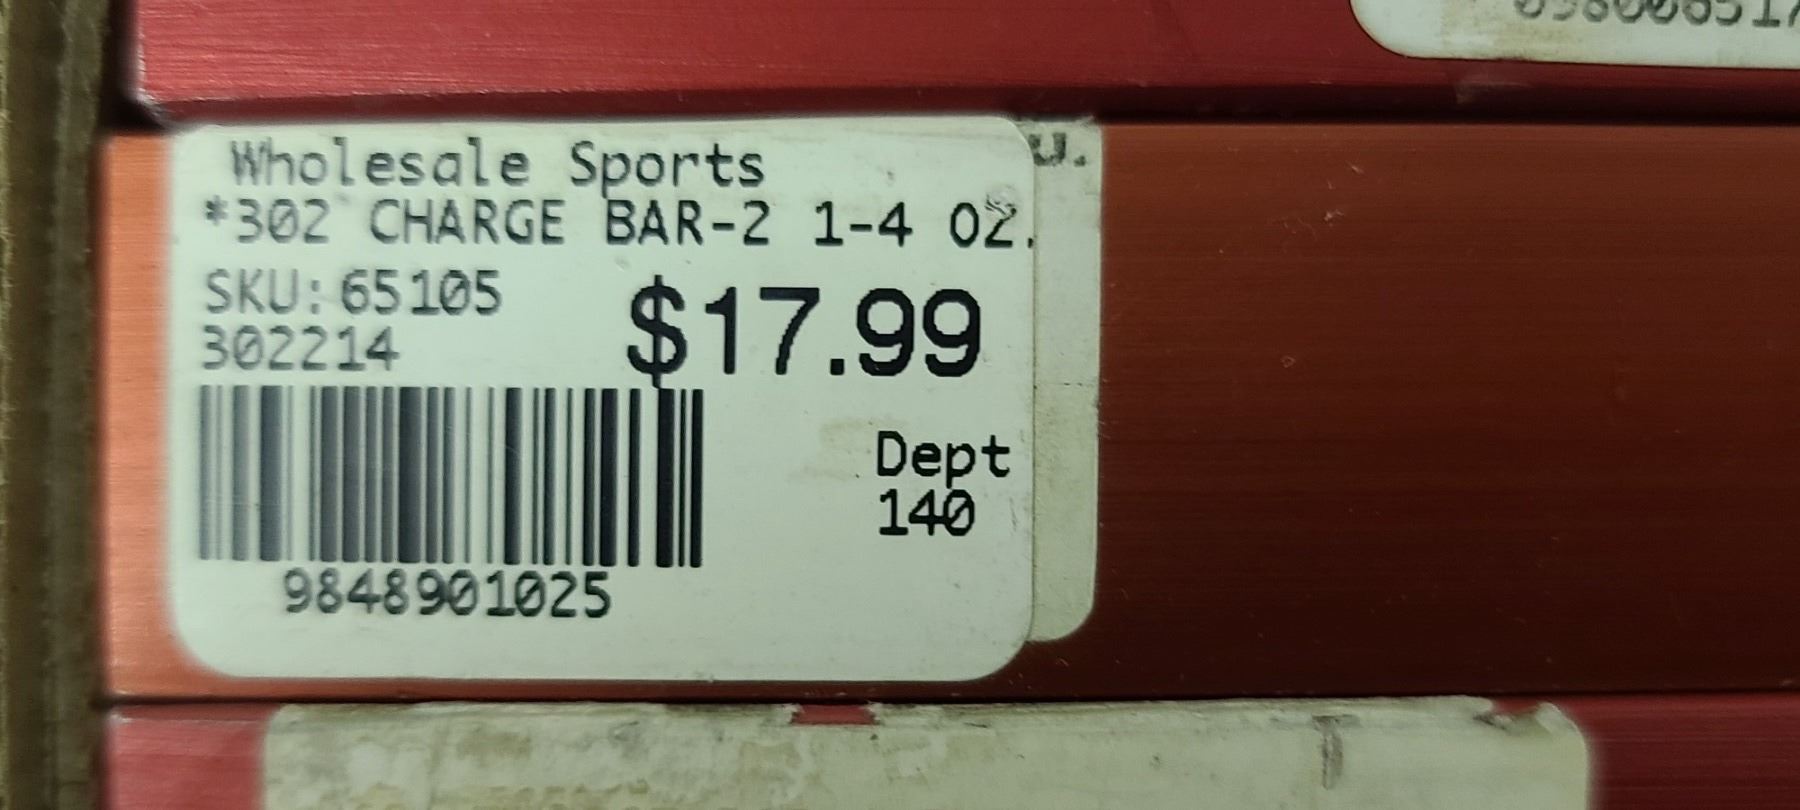 Wholesale Sports
*302 CHARGE BAR-2 1-4 OZ.
SKU: 65105
302214
$17.99
Dept
140
9848901025